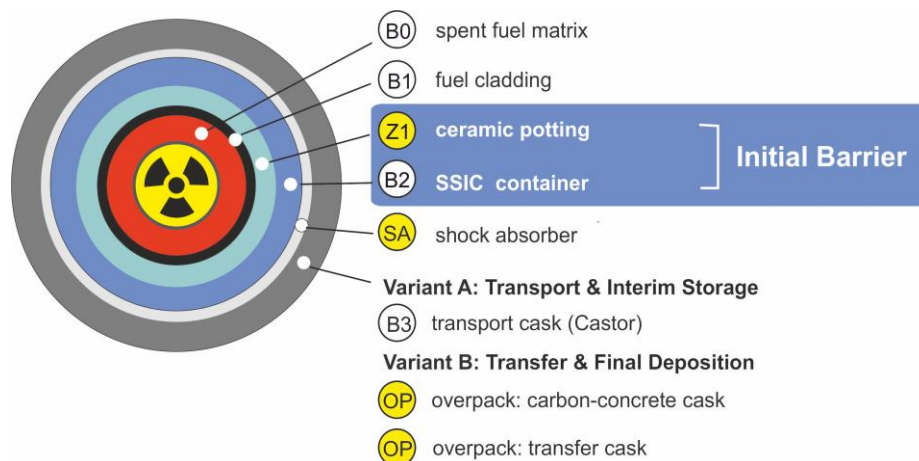 B0 spent fuel matrix
B1 fuel cladding
Z1 ceramic potting
Initial Barrier
B2 SSIC container
SA shock absorber
Variant A: Transport & Interim Storage
B3 transport cask (Castor)
Variant B: Transfer & Final Deposition
OP overpack: carbon-concrete cask
OP overpack: transfer cask